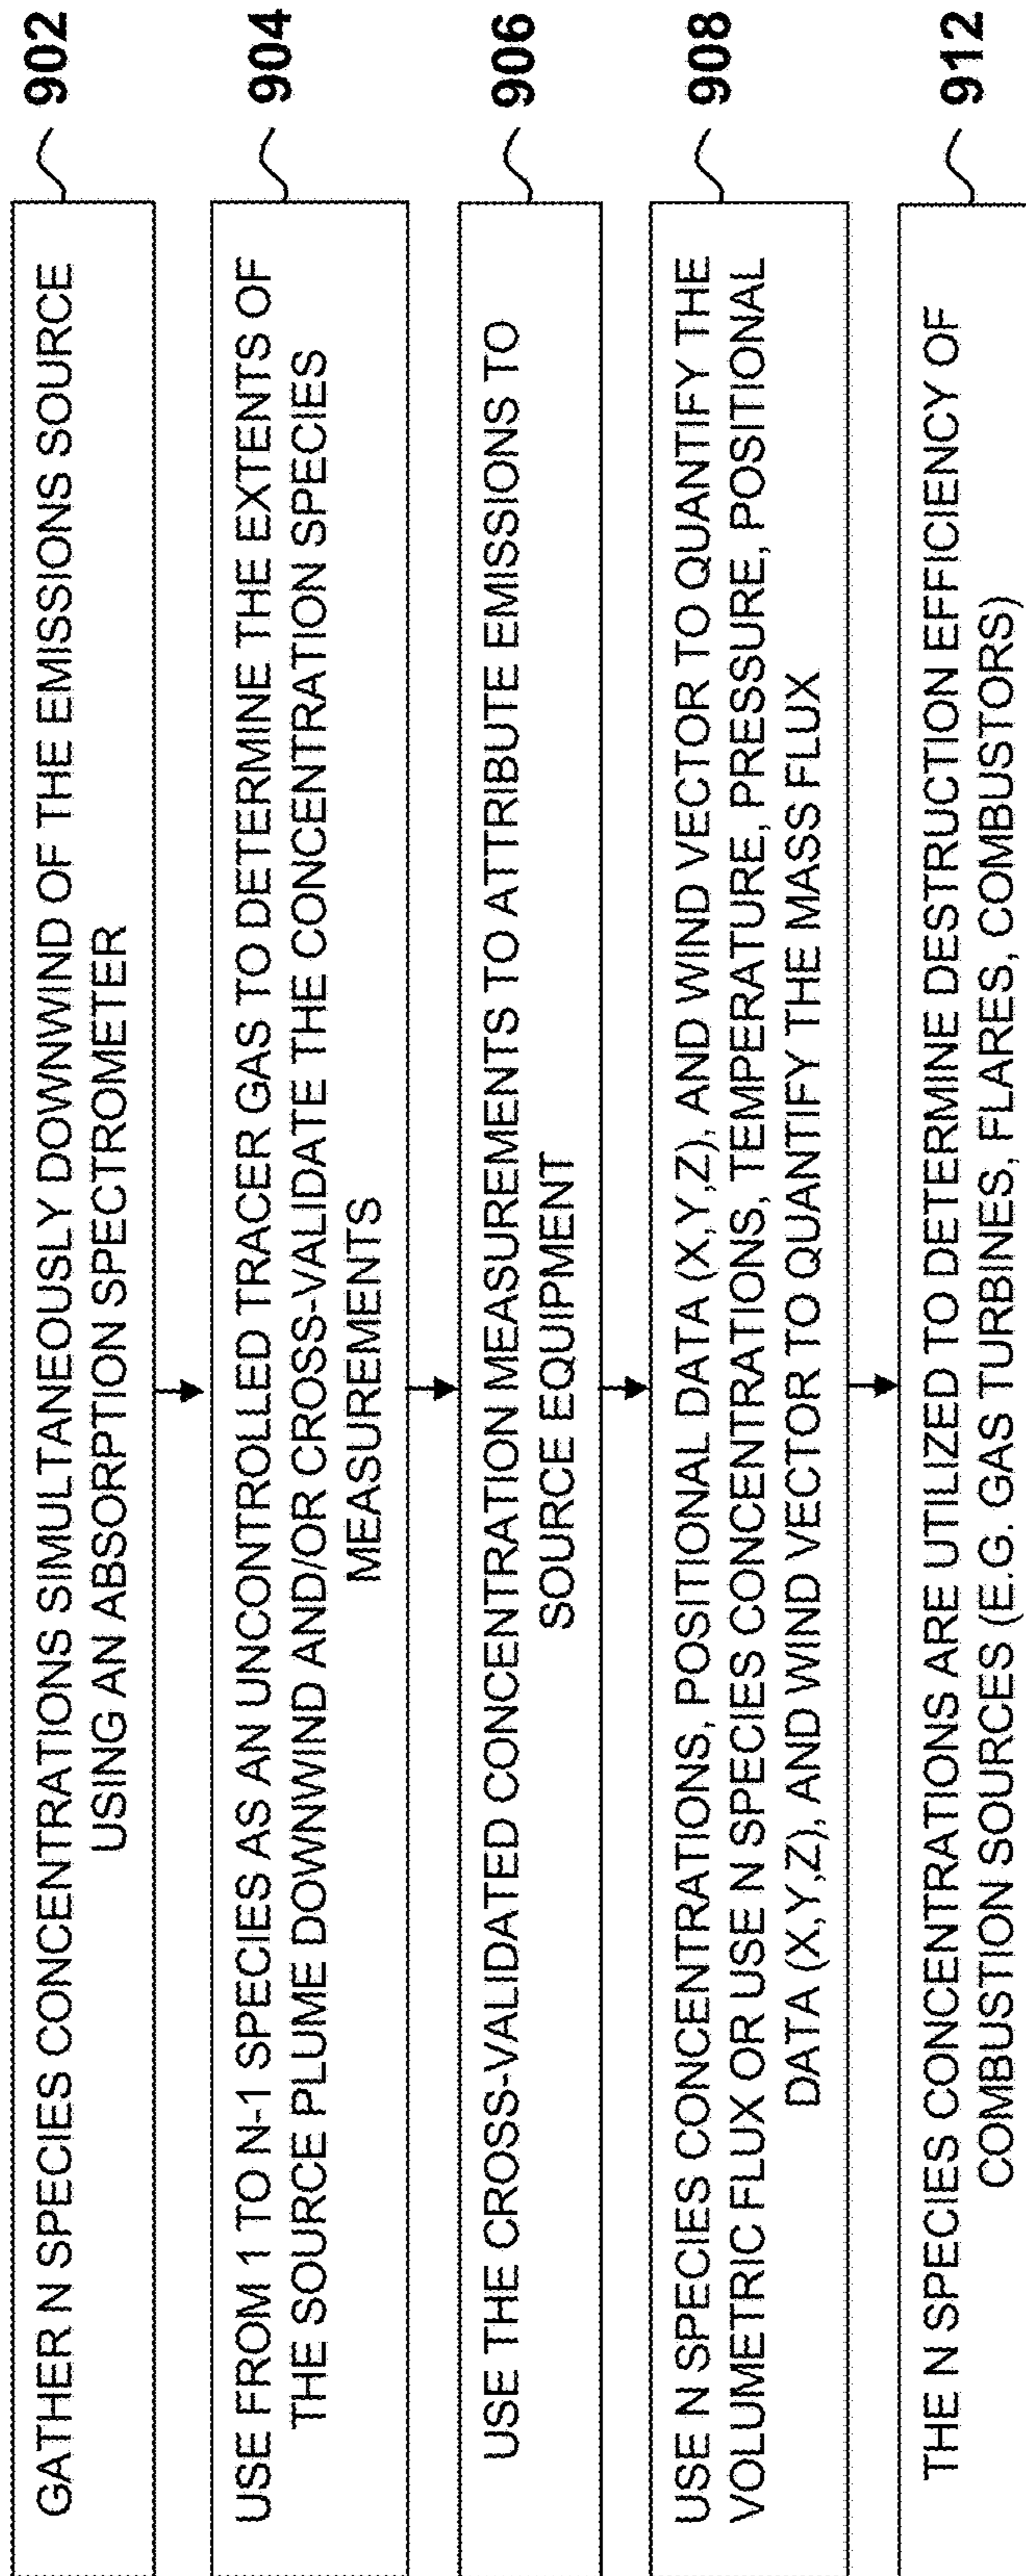 GATHER N SPECIES CONCENTRATIONS SIMULTANEOUSLY DOWNWIND OF THE EMISSIONS SOURCE
USING AN ABSORPTION SPECTROMETER
902
USE FROM 1 TO N-1 SPECIES AS AN UNCONTROLLED TRACER GAS TO DETERMINE THE EXTENTS OF
THE SOURCE PLUME DOWNWIND AND/OR CROSS-VALIDATE THE CONCENTRATION SPECIES
MEASUREMENTS
904
USE THE CROSS-VALIDATED CONCENTRATION MEASUREMENTS TO ATTRIBUTE EMISSIONS TO
SOURCE EQUIPMENT
906
USE N SPECIES CONCENTRATIONS, POSITIONAL DATA (X,Y,Z), AND WIND VECTOR TO QUANTIFY THE
VOLUMETRIC FLUX OR USE N SPECIES CONCENTRATIONS, TEMPERATURE, PRESSURE, POSITIONAL
DATA (X,Y,Z), AND WIND VECTOR TO QUANTIFY THE MASS FLUX
908
THE N SPECIES CONCENTRATIONS ARE UTILIZED TO DETERMINE DESTRUCTION EFFICIENCY OF
COMBUSTION SOURCES (E.G. GAS TURBINES, FLARES, COMBUSTORS)
912